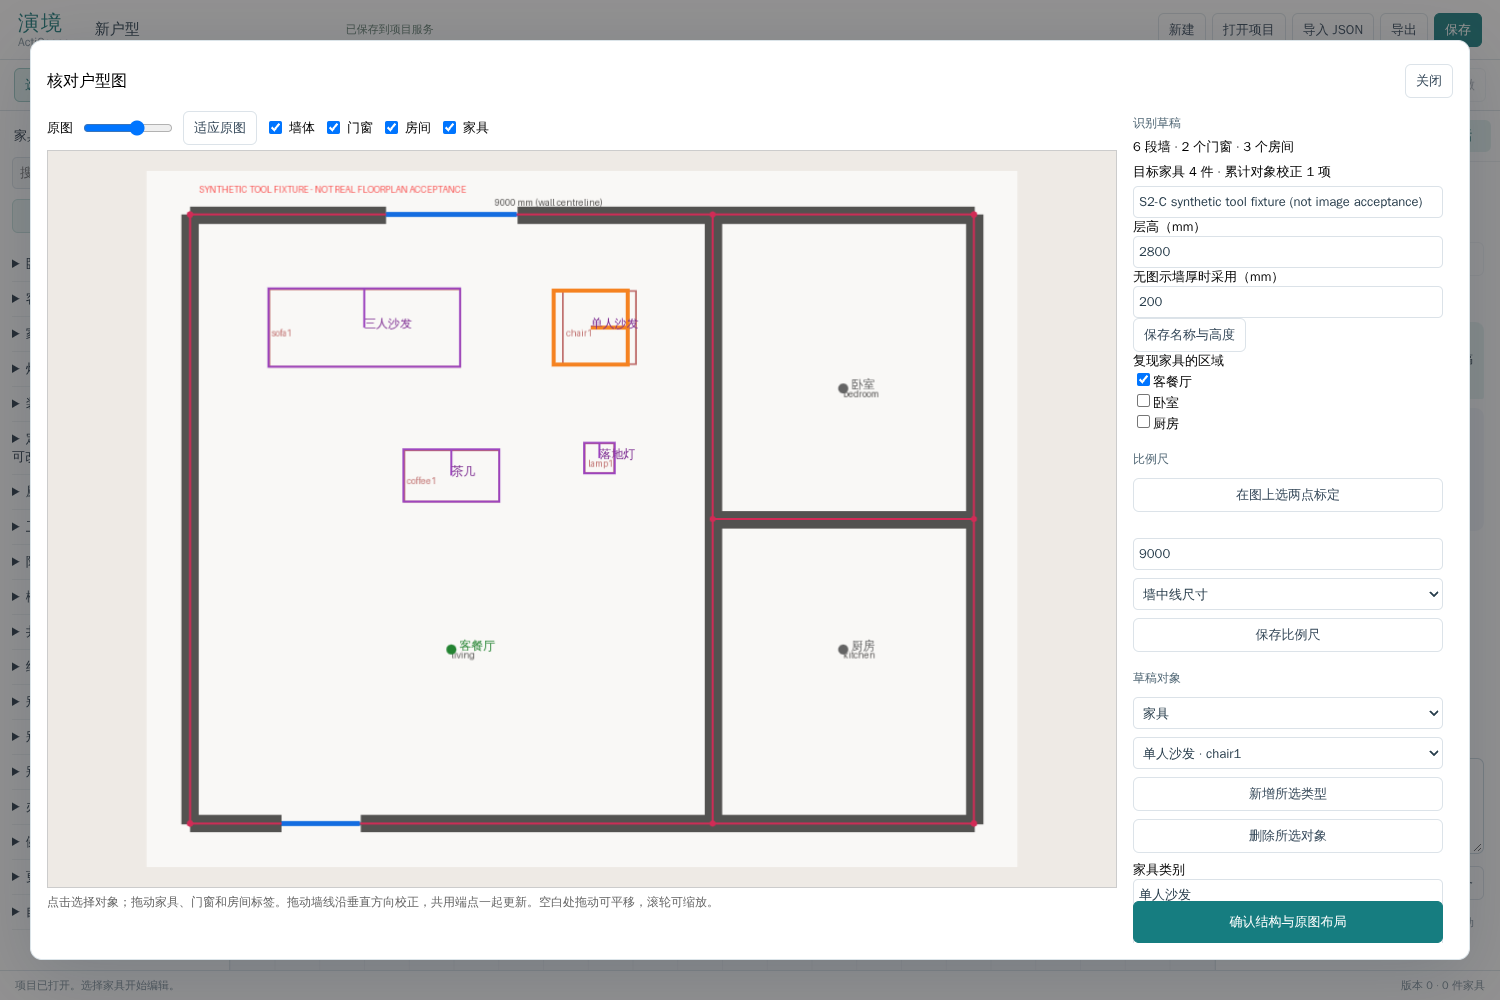 演境
新户型
已保存到项目服务
新建
打开项目
导入 JSON
导出
保存
核对户型图
关闭
原图
适应原图
墙体
门窗
房间
家具
SYNTHETIC TOOL FIXTURE - NOT REAL FLOORPLAN ACCEPTANCE
9000 mm (wall centreline)
三人沙发
sofa1
单人沙发
chair1
卧室
bedroom
落地灯
lamp1
茶几
coffee1
客餐厅
living
厨房
kitchen
点击选择对象；拖动家具、门窗和房间标签。拖动墙线沿垂直方向校正，共用端点一起更新。空白处拖动可平移，滚轮可缩放。
识别草稿
6 段墙 · 2 个门窗 · 3 个房间
目标家具 4 件 · 累计对象校正 1 项
S2-C synthetic tool fixture (not image acceptance)
层高（mm）
2800
无图示墙厚时采用（mm）
200
保存名称与高度
复现家具的区域
客餐厅
卧室
厨房
比例尺
在图上选两点标定
9000
墙中线尺寸
保存比例尺
草稿对象
家具
单人沙发 · chair1
新增所选类型
删除所选对象
家具类别
单人沙发
确认结构与原图布局
项目已打开。选择家具开始编辑。
版本 0 · 0 件家具